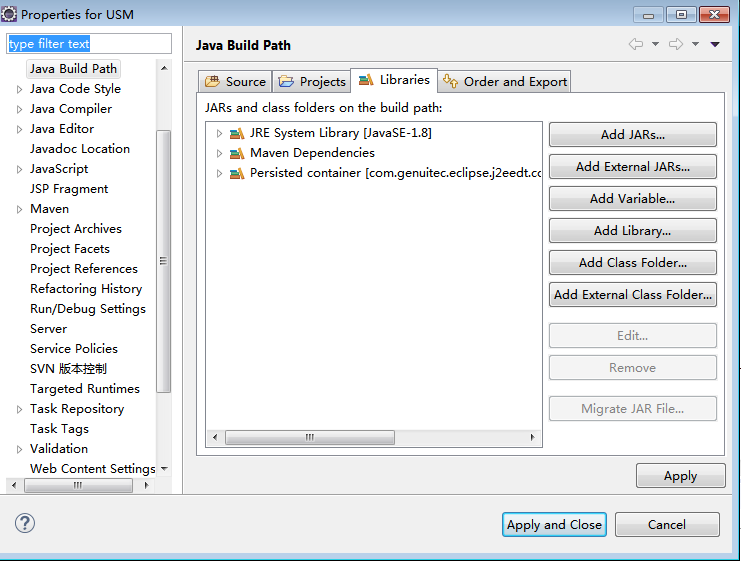 Properties for USM
type filter text
Java Build Path
Java Code Style
Java Compiler
Java Editor
Javadoc Location
JavaScript
JSP Fragment
Maven
Project Archives
Project Facets
Project References
Refactoring History
Run/Debug Settings
Server
Service Policies
SVN 版本控制
Targeted Runtimes
Task Repository
Task Tags
Validation
Web Content Settings
Java Build Path
Source
Projects
Libraries
Order and Export
JARs and class folders on the build path:
JRE System Library [JavaSE-1.8]
Maven Dependencies
Persisted container [com.genuitec.eclipse.j2eedt.co
Add JARs...
Add External JARs...
Add Variable...
Add Library...
Add Class Folder...
Add External Class Folder...
Edit...
Remove
Migrate JAR File...
Apply
Apply and Close
Cancel